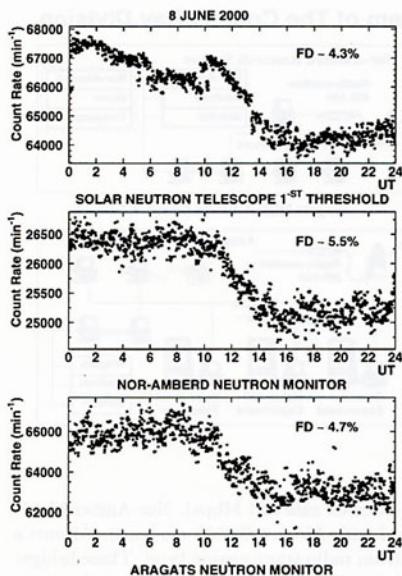 8 JUNE 2000
68000
67000
66000
65000
64000
Count Rate (min⁻¹)
FD ~ 4.3%
0 2 4 6 8 10 12 14 16 18 20 22 24
UT
SOLAR NEUTRON TELESCOPE 1⁻ˢᵀ THRESHOLD
26500
26000
25500
25000
Count Rate (min⁻¹)
FD ~ 5.5%
0 2 4 6 8 10 12 14 16 18 20 22 24
UT
NOR-AMBERD NEUTRON MONITOR
66000
64000
62000
Count Rate (min⁻¹)
FD ~ 4.7%
0 2 4 6 8 10 12 14 16 18 20 22 24
UT
ARAGATS NEUTRON MONITOR